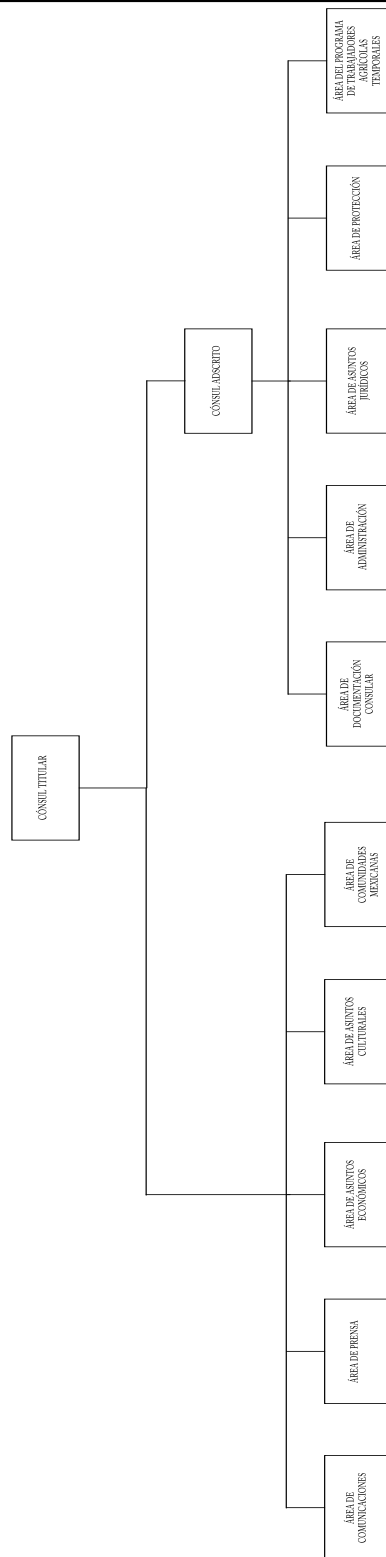 CÓNSUL TITULAR
CÓNSUL ADSCRITO
ÁREA DE
COMUNICACIONES
ÁREA DE PRENSA
ÁREA DE ASUNTOS
ECONÓMICOS
ÁREA DE ASUNTOS
CULTURALES
ÁREA DE
COMUNIDADES
MEXICANAS
ÁREA DE
DOCUMENTACIÓN
CONSULAR
ÁREA DE
ADMINISTRACIÓN
ÁREA DE ASUNTOS
JURÍDICOS
ÁREA DE PROTECCIÓN
ÁREA DEL PROGRAMA
DE TRABAJADORES
AGRÍCOLAS
TEMPORALES